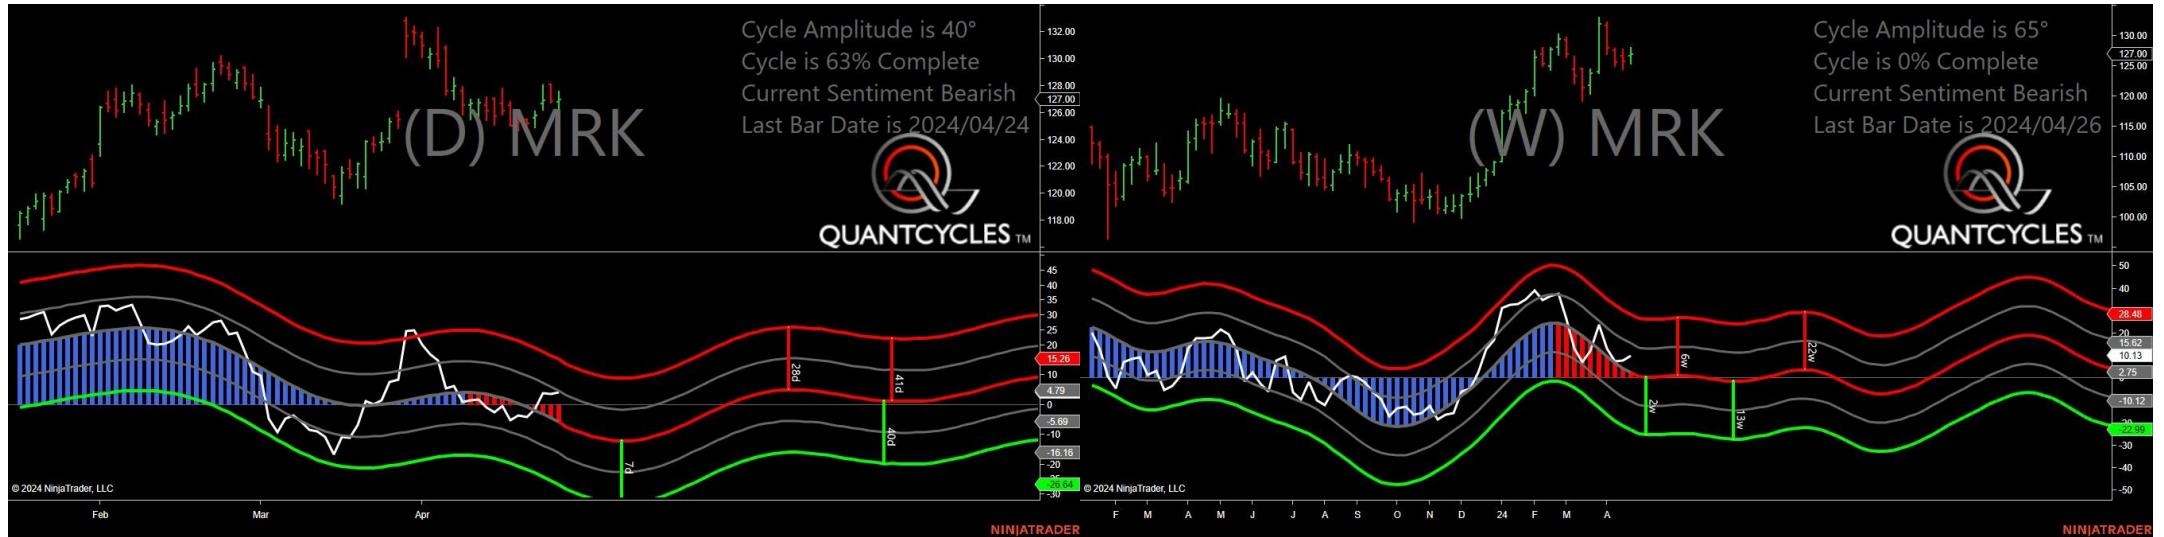 Cycle Amplitude is 40°
Cycle is 63% Complete
Current Sentiment Bearish
Last Bar Date is 2024/04/24
(D) MRK
QUANTCYCLES TM
132.00
130.00
128.00
127.00
126.00
124.00
122.00
120.00
118.00
45
40
35
30
25
20
15.26
10
4.79
0
-5.69
-10
-16.16
-20
-26.64
-30
28d
41d
40d
7d
© 2024 NinjaTrader, LLC
Feb Mar Apr
NINJATRADER
Cycle Amplitude is 65°
Cycle is 0% Complete
Current Sentiment Bearish
Last Bar Date is 2024/04/26
(W) MRK
QUANTCYCLES TM
130.00
127.00
125.00
120.00
115.00
110.00
105.00
100.00
50
40
28.48
20
15.62
10.13
2.75
-10.12
-22.99
-30
-40
-50
6w
22w
2w
13w
© 2024 NinjaTrader, LLC
F M A M J J A S O N D 24 F M A
NINJATRADER